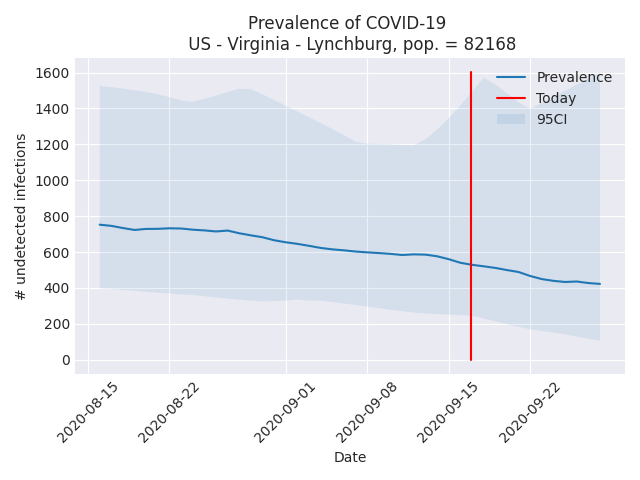 Prevalence of COVID-19
US - Virginia - Lynchburg, pop. = 82168
1600
1400
1200
1000
800
600
400
200
0
# undetected infections
Prevalence
Today
95CI
2020-08-15
2020-08-22
2020-09-01
2020-09-08
2020-09-15
2020-09-22
Date